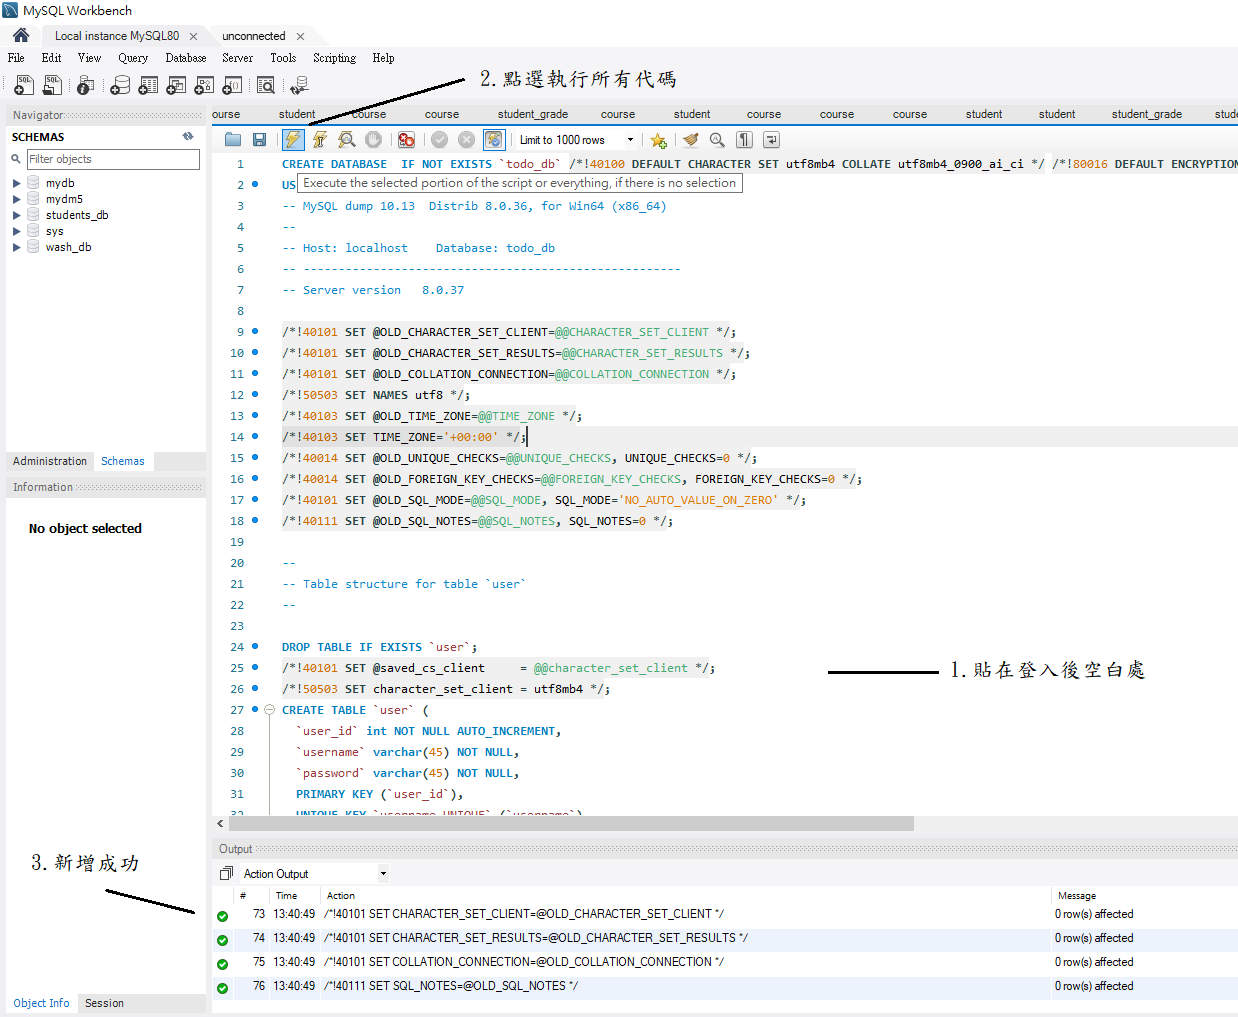 MySQL Workbench
Local instance MySQL80 ×
unconnected ×
File Edit View Query Database Server Tools Scripting Help
2.點選執行所有代碼
Navigator
ourse student course course student_grade course student course course student student_grade stude
SCHEMAS
Limit to 1000 rows
Filter objects
mydb
mydm5
students_db
sys
wash_db
1 CREATE DATABASE  IF NOT EXISTS `todo_db` /*!40100 DEFAULT CHARACTER SET utf8mb4 COLLATE utf8mb4_0900_ai_ci */ /*!80016 DEFAULT ENCRYPTION
2 US
Execute the selected portion of the script or everything, if there is no selection
3 -- MySQL dump 10.13  Distrib 8.0.36, for Win64 (x86_64)
4 --
5 -- Host: localhost    Database: todo_db
6 -- ------------------------------------------------------
7 -- Server version   8.0.37
8
9 /*!40101 SET @OLD_CHARACTER_SET_CLIENT=@@CHARACTER_SET_CLIENT */;
10 /*!40101 SET @OLD_CHARACTER_SET_RESULTS=@@CHARACTER_SET_RESULTS */;
11 /*!40101 SET @OLD_COLLATION_CONNECTION=@@COLLATION_CONNECTION */;
12 /*!50503 SET NAMES utf8 */;
13 /*!40103 SET @OLD_TIME_ZONE=@@TIME_ZONE */;
14 /*!40103 SET TIME_ZONE='+00:00' */;
15 /*!40014 SET @OLD_UNIQUE_CHECKS=@@UNIQUE_CHECKS, UNIQUE_CHECKS=0 */;
16 /*!40014 SET @OLD_FOREIGN_KEY_CHECKS=@@FOREIGN_KEY_CHECKS, FOREIGN_KEY_CHECKS=0 */;
17 /*!40101 SET @OLD_SQL_MODE=@@SQL_MODE, SQL_MODE='NO_AUTO_VALUE_ON_ZERO' */;
18 /*!40111 SET @OLD_SQL_NOTES=@@SQL_NOTES, SQL_NOTES=0 */;
19
20 --
21 -- Table structure for table `user`
22 --
23
24 DROP TABLE IF EXISTS `user`;
25 /*!40101 SET @saved_cs_client     = @@character_set_client */;
26 /*!50503 SET character_set_client = utf8mb4 */;
27 CREATE TABLE `user` (
28 `user_id` int NOT NULL AUTO_INCREMENT,
29 `username` varchar(45) NOT NULL,
30 `password` varchar(45) NOT NULL,
31 PRIMARY KEY (`user_id`),
32 UNIQUE KEY `username_UNIQUE` (`username`)
1.貼在登入後空白處
Administration Schemas
Information
No object selected
3.新增成功
Object Info Session
Output
Action Output
# Time Action Message
73 13:40:49 /*!40101 SET CHARACTER_SET_CLIENT=@OLD_CHARACTER_SET_CLIENT */ 0 row(s) affected
74 13:40:49 /*!40101 SET CHARACTER_SET_RESULTS=@OLD_CHARACTER_SET_RESULTS */ 0 row(s) affected
75 13:40:49 /*!40101 SET COLLATION_CONNECTION=@OLD_COLLATION_CONNECTION */ 0 row(s) affected
76 13:40:49 /*!40111 SET SQL_NOTES=@OLD_SQL_NOTES */ 0 row(s) affected